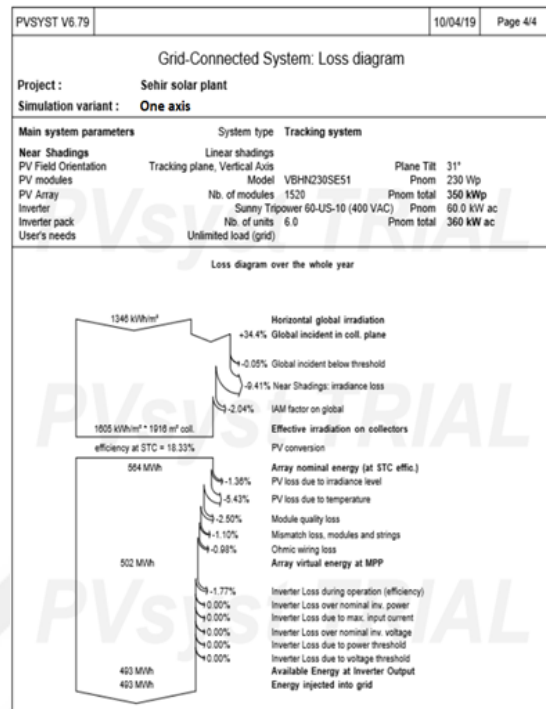 PVSYST V6.79 10/04/19 Page 4/4
Grid-Connected System: Loss diagram
Project : Sehir solar plant
Simulation variant : One axis
Main system parameters System type Tracking system
Near Shadings Linear shadings
PV Field Orientation Tracking plane, Vertical Axis Plane Tilt 31°
PV modules Model VBHN230SE51 Pnom 230 Wp
PV Array Nb. of modules 1520 Pnom total 350 kWp
Inverter Sunny Tripower 60-US-10 (400 VAC) Pnom 60.0 kW ac
Inverter pack Nb. of units 6.0 Pnom total 360 kW ac
User's needs Unlimited load (grid)
Loss diagram over the whole year
1346 kWh/m² Horizontal global irradiation
+34.4% Global incident in coll. plane
-0.05% Global incident below threshold
-9.41% Near Shadings: irradiance loss
-2.04% IAM factor on global
Effective irradiation on collectors
1605 kWh/m² * 1916 m² coll.
efficiency at STC = 18.33% PV conversion
564 MWh Array nominal energy (at STC effic.)
-1.36% PV loss due to irradiance level
-5.43% PV loss due to temperature
-2.50% Module quality loss
-1.10% Mismatch loss, modules and strings
-0.98% Ohmic wiring loss
502 MWh Array virtual energy at MPP
-1.77% Inverter Loss during operation (efficiency)
0.00% Inverter Loss over nominal inv. power
0.00% Inverter Loss due to max. input current
0.00% Inverter Loss over nominal inv. voltage
0.00% Inverter Loss due to power threshold
0.00% Inverter Loss due to voltage threshold
493 MWh Available Energy at Inverter Output
493 MWh Energy injected into grid
PVsyst TRIAL
PVsyst TRIAL
PVsyst TRIAL